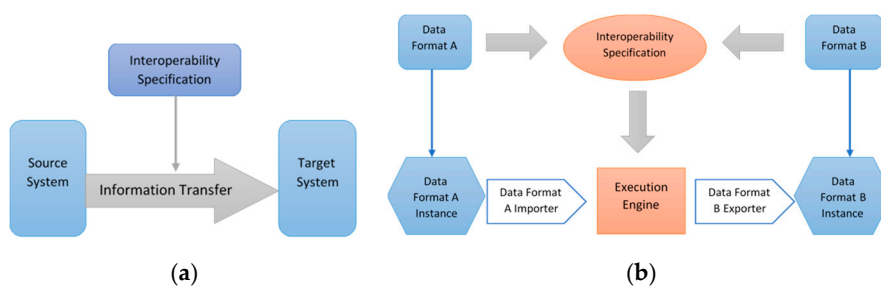 Interoperability
Specification
Source
System
Information Transfer
Target
System
(a)
Data
Format A
Interoperability
Specification
Data
Format B
Data
Format A
Instance
Data Format
A Importer
Execution
Engine
Data Format
B Exporter
Data
Format B
Instance
(b)